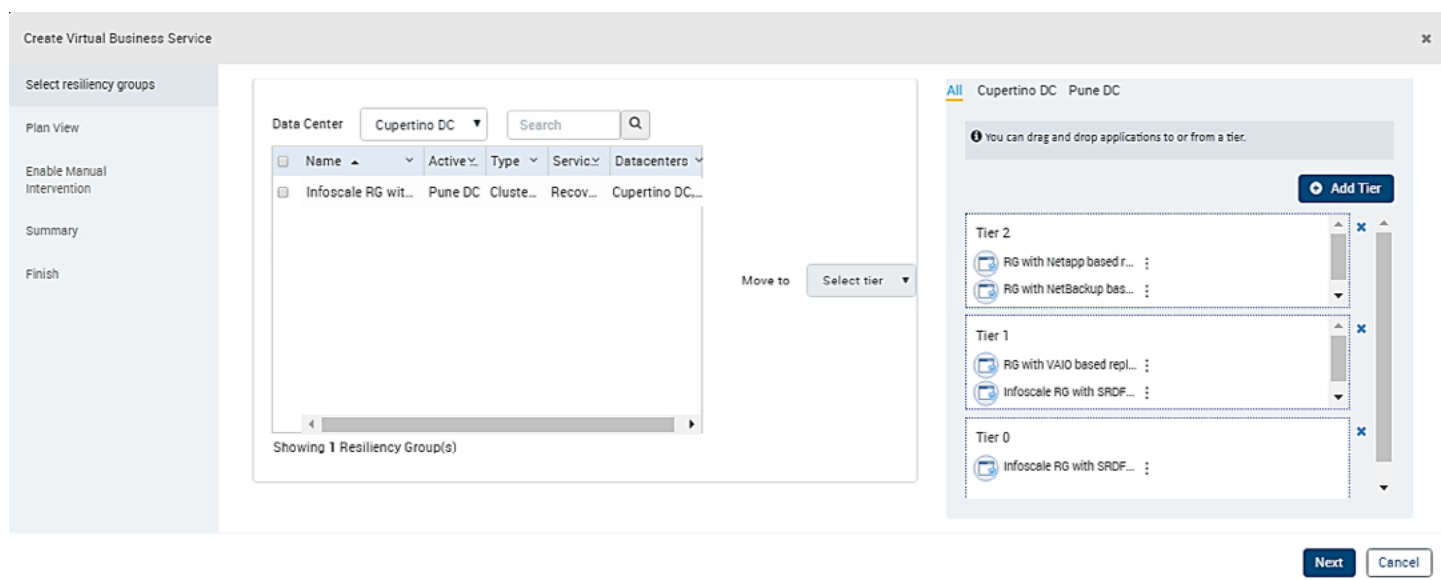 Create Virtual Business Service
Select resiliency groups
Plan View
Enable Manual
Intervention
Summary
Finish
Data Center Cupertino DC Search
Name Active Type Servic... Datacenters
Infoscale RG wit... Pune DC Cluste... Recov... Cupertino DC,...
Showing 1 Resiliency Group(s)
Move to Select tier
All Cupertino DC Pune DC
You can drag and drop applications to or from a tier.
Add Tier
Tier 2
RG with Netapp based r...
RG with NetBackup bas...
Tier 1
RG with VAIO based repl...
Infoscale RG with SRDF...
Tier 0
Infoscale RG with SRDF...
Next Cancel